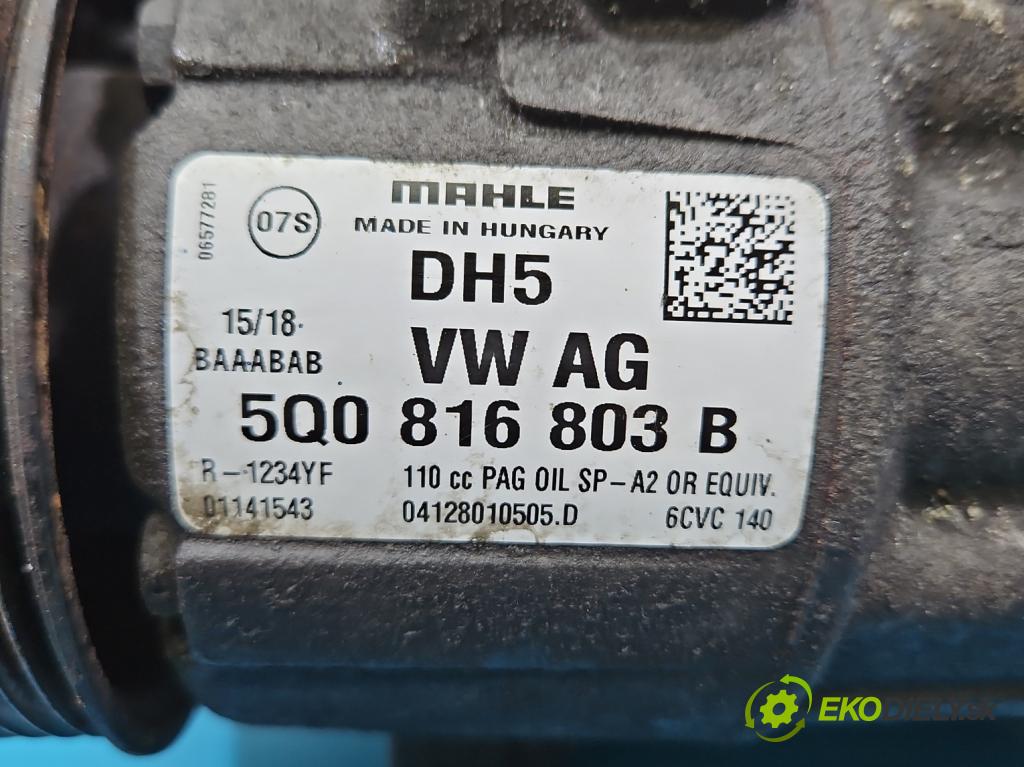 06577281
07S
MAHLE
MADE IN HUNGARY
DH5
15/18
BAAABAB
VW AG
5Q0 816 803 B
R-1234YF 110 cc PAG OIL SP-A2 OR EQUIV.
01141543 04128010505.D 6CVC 140
EKODIELY.SK